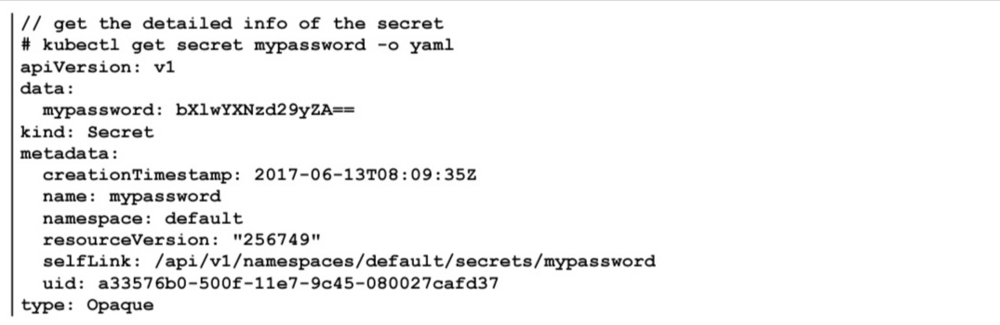 // get the detailed info of the secret
# kubectl get secret mypassword -o yaml
apiVersion: v1
data:
  mypassword: bXlwYXNzd29yZA==
kind: Secret
metadata:
  creationTimestamp: 2017-06-13T08:09:35Z
  name: mypassword
  namespace: default
  resourceVersion: "256749"
  selfLink: /api/v1/namespaces/default/secrets/mypassword
  uid: a33576b0-500f-11e7-9c45-080027cafd37
type: Opaque